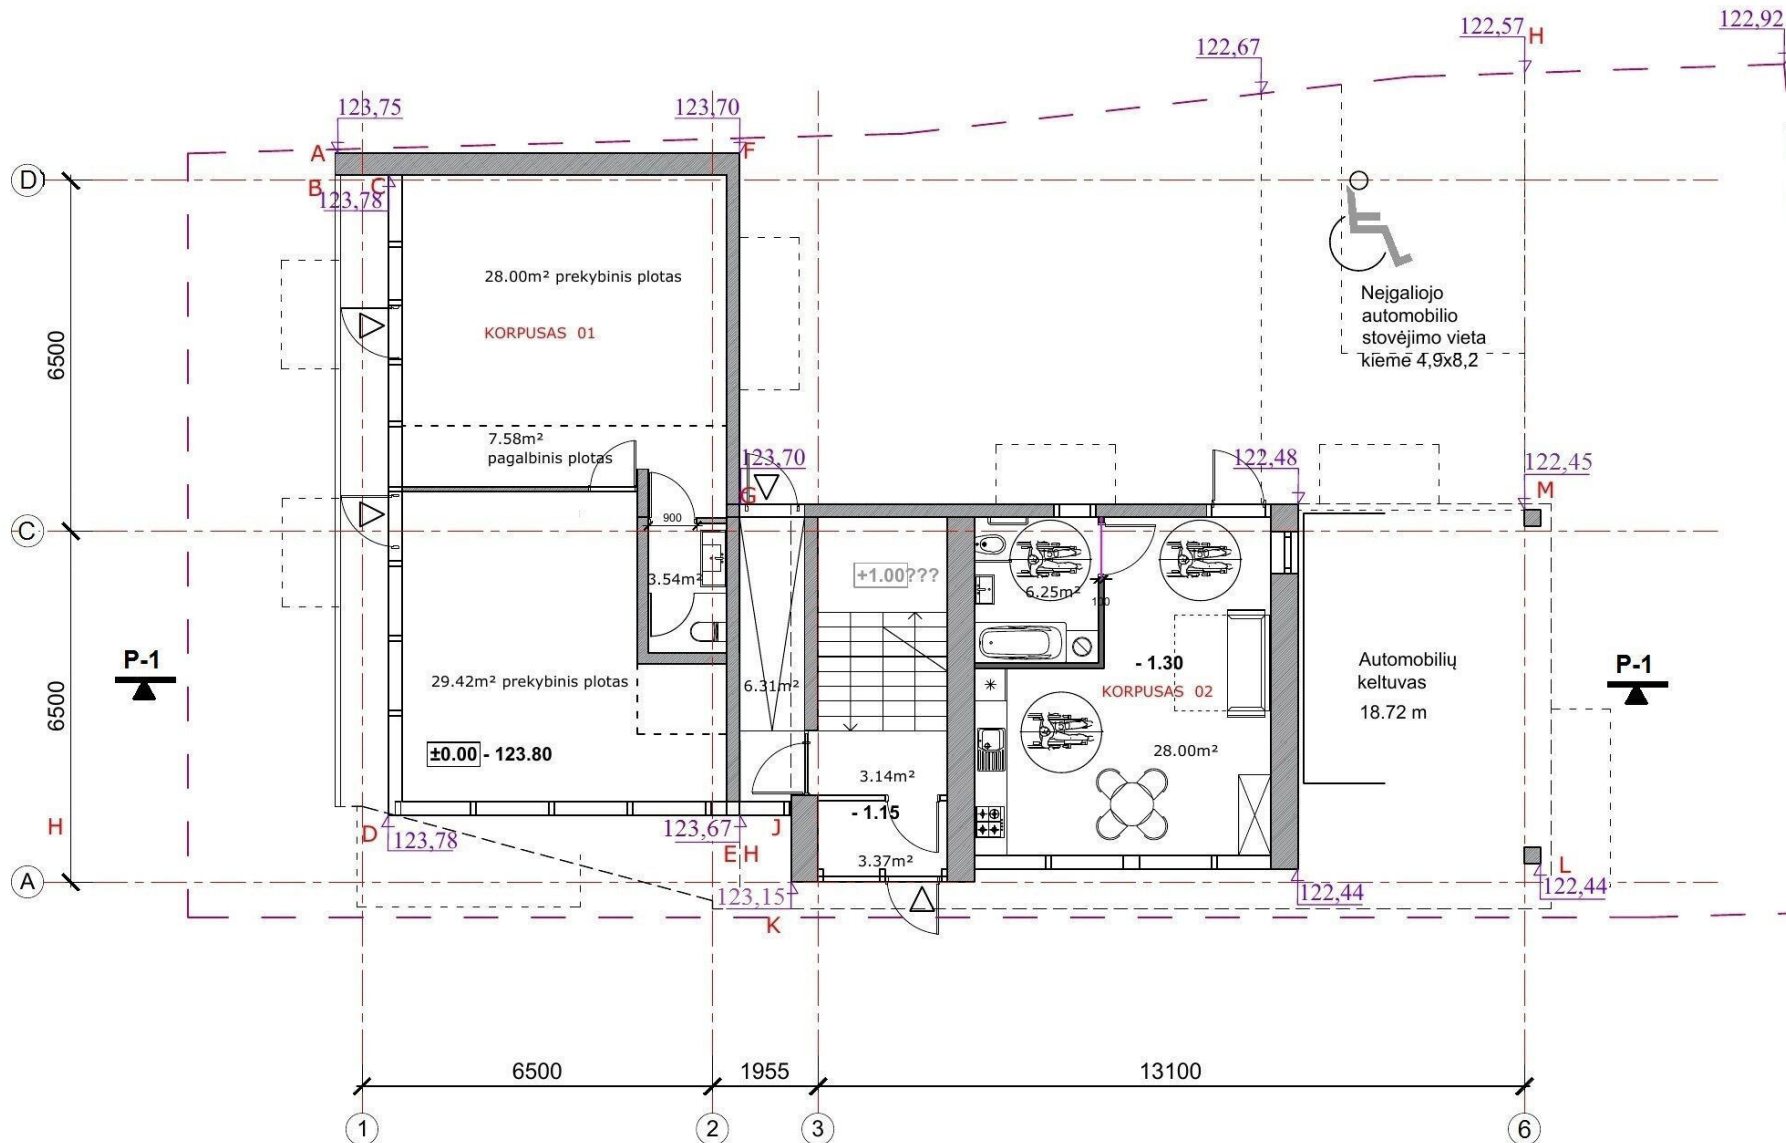 122,92
122,57
H
122,67
123,75
123,70
A
F
D
B
C
123,78
28.00m² prekybinis plotas
KORPUSAS 01
Neįgaliojo
automobilio
stovėjimo vieta
kieme 4,9x8,2
6500
7.58m²
pagalbinis plotas
123,70
122,48
122,45
G
M
C
900
3.54m²
+1.00???
6.25m²
100
P-1
- 1.30
KORPUSAS 02
Automobilių
keltuvas
18.72 m
P-1
6500
29.42m² prekybinis plotas
6.31m²
±0.00 - 123.80
28.00m²
3.14m²
- 1.15
H
D
123,78
123,67
J
E H
3.37m²
L
A
123,15
122,44
122,44
K
6500
1955
13100
1
2
3
6